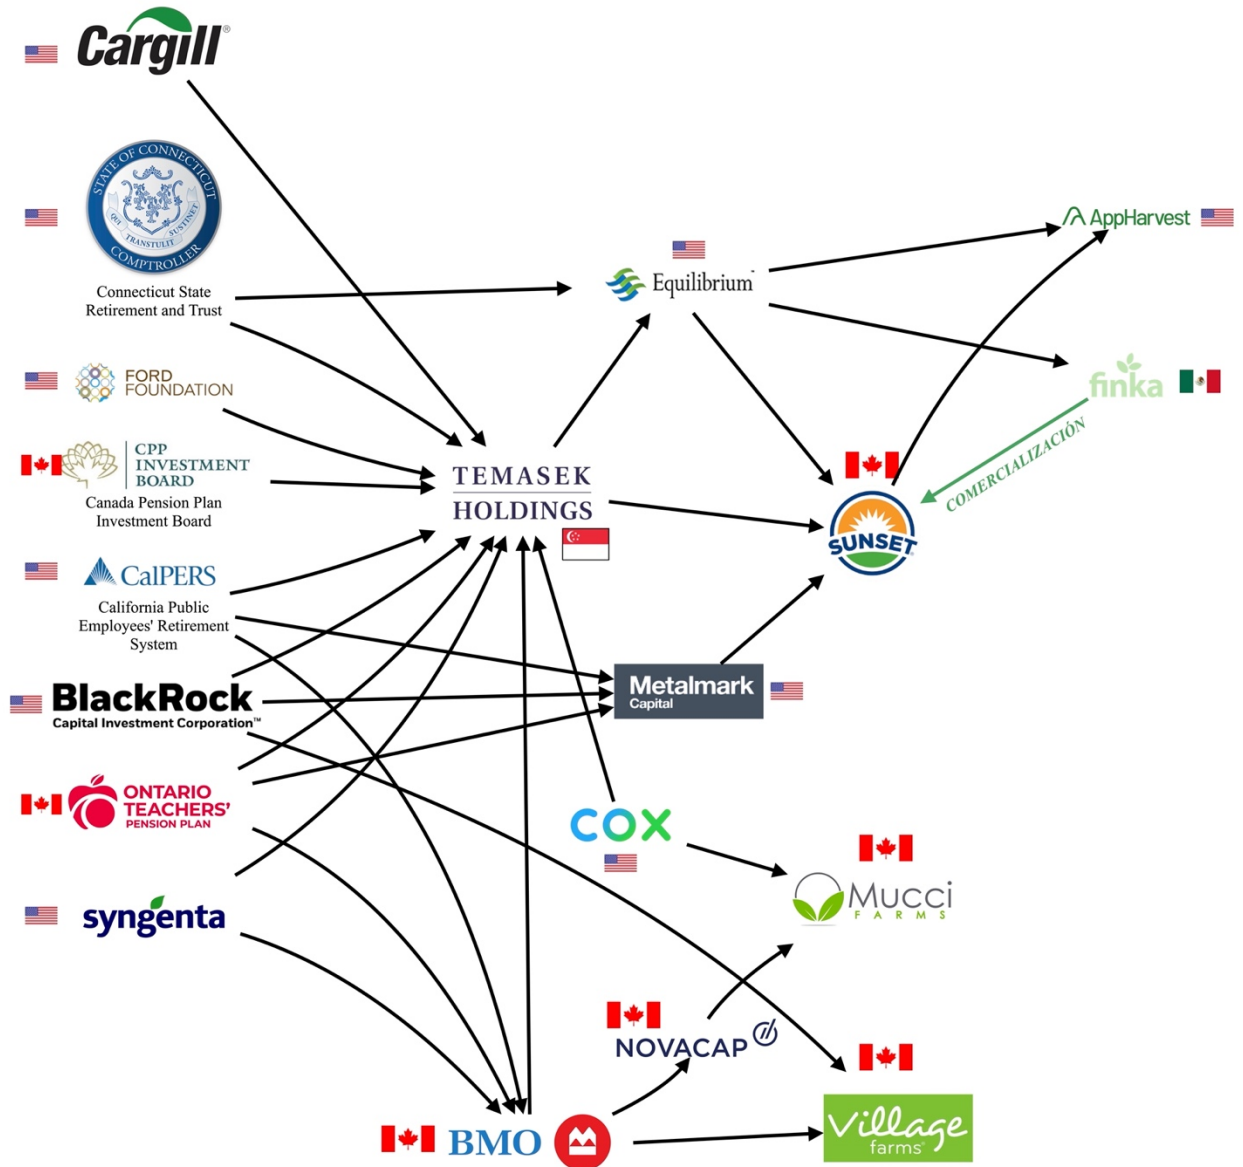 Cargill®
STATE OF CONNECTICUT
QUI
TRANSTULIT
SUSTINET
COMPTROLLER
Connecticut State
Retirement and Trust
Equilibrium
AppHarvest
FORD
FOUNDATION
finka
COMERCIALIZACIÓN
CPP
INVESTMENT
BOARD
Canada Pension Plan
Investment Board
TEMASEK
HOLDINGS
SUNSET
CalPERS
California Public
Employees' Retirement
System
BlackRock
Capital Investment Corporation™
Metalmark
Capital
ONTARIO
TEACHERS'
PENSION PLAN
COX
Mucci
FARMS
syngenta
NOVACAP
BMO
Village
farms